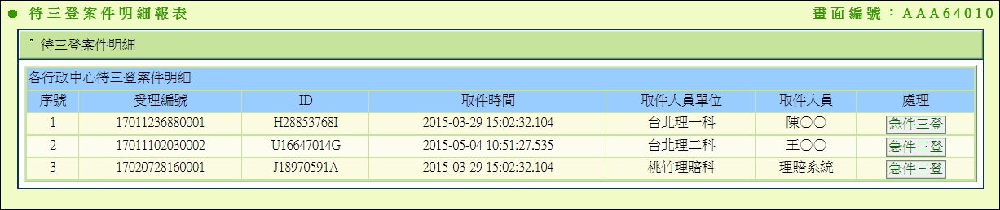 待三登案件明細報表 畫面編號：AAA64010
待三登案件明細
各行政中心待三登案件明細
序號 受理編號 ID 取件時間 取件人員單位 取件人員 處理
1 17011236880001 H28853768I 2015-03-29 15:02:32.104 台北理一科 陳○○ 急件三登
2 17011102030002 U16647014G 2015-05-04 10:51:27.535 台北理二科 王○○ 急件三登
3 17020728160001 J18970591A 2015-03-29 15:02:32.104 桃竹理賠科 理賠系統 急件三登